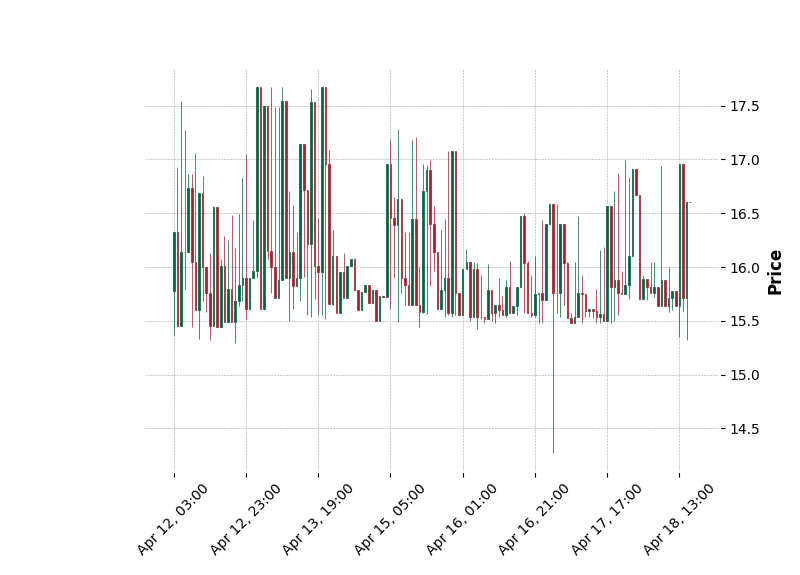 17.5
17.0
16.5
16.0
15.5
15.0
14.5
Price
Apr 12, 03:00
Apr 12, 23:00
Apr 13, 19:00
Apr 15, 05:00
Apr 16, 01:00
Apr 16, 21:00
Apr 17, 17:00
Apr 18, 13:00